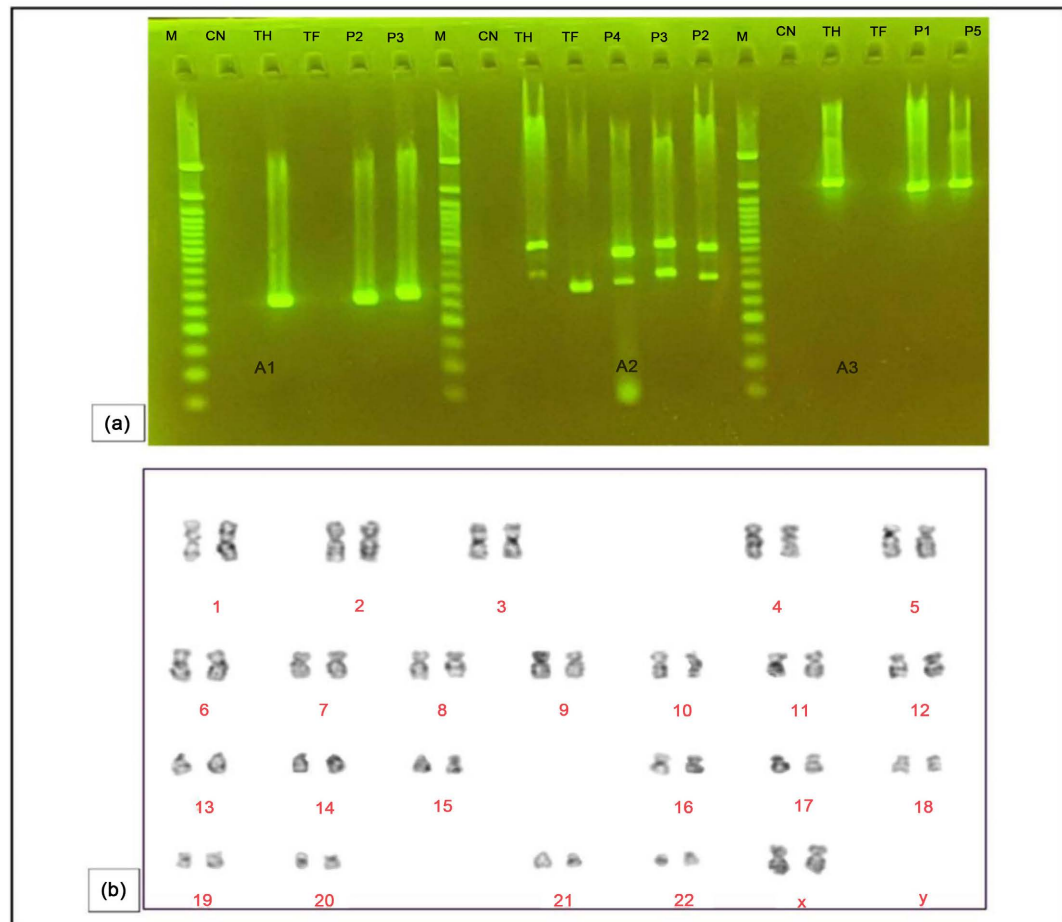 M CN TH TF P2 P3 M CN TH TF P4 P3 P2 M CN TH TF P1 P5
A1 A2 A3
(a)
1 2 3 4 5
6 7 8 9 10 11 12
13 14 15 16 17 18
(b)
19 20 21 22 x y